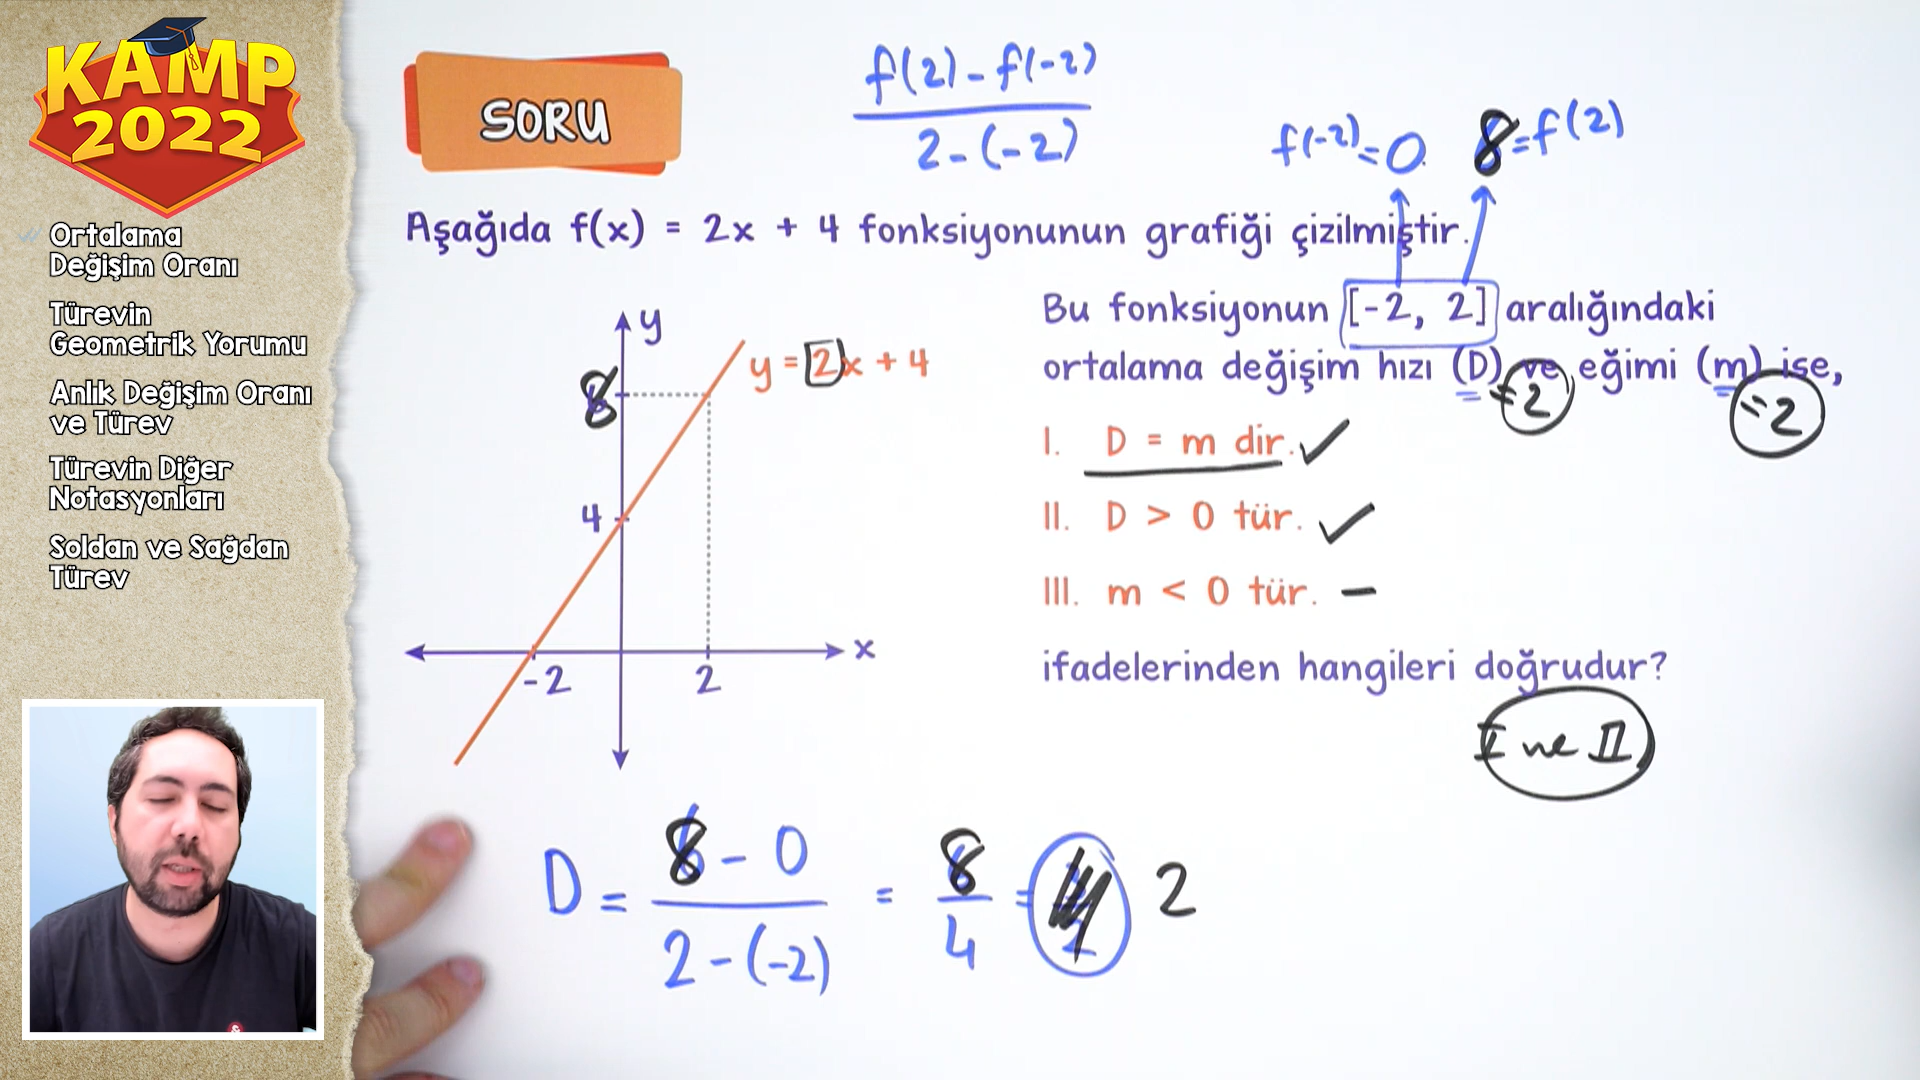 KAMP
2022
Ortalama
Değişim Oranı
Türevin
Geometrik Yorumu
Anlık Değişim Oranı
ve Türev
Türevin Diğer
Notasyonları
Soldan ve Sağdan
Türev
SORU
f(2) - f(-2)
2 - (-2)
f(-2) = 0
8 = f(2)
Aşağıda f(x) = 2x + 4 fonksiyonunun grafiği çizilmiştir.
y
y = 2x + 4
8
4
-2
2
x
Bu fonksiyonun [-2, 2] aralığındaki
ortalama değişim hızı (D) ve eğimi (m) ise,
= 2
= 2
I. D = m dir.
II. D > 0 tür.
III. m < 0 tür. -
ifadelerinden hangileri doğrudur?
I ve II
D = 8 - 0 / 2 - (-2) = 8 / 4 = 2